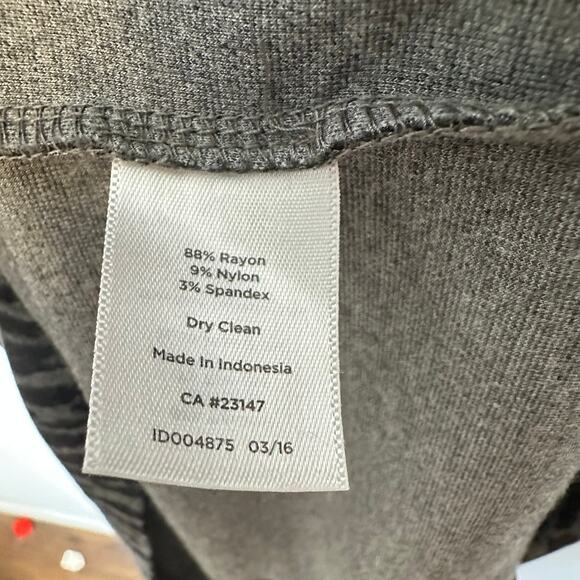 88% Rayon
9% Nylon
3% Spandex
Dry Clean
Made In Indonesia
CA #23147
ID004875 03/16